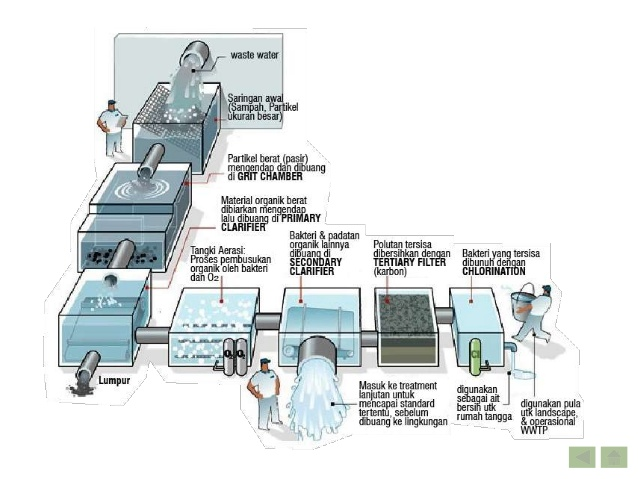 waste water
Saringan awal
(Sampah, Partikel
ukuran besar)
Partikel berat (pasir)
mengendap dan dibuang
di GRIT CHAMBER
Material organik berat
dibiarkan mengendap
lalu dibuang di PRIMARY
CLARIFIER
Tangki Aerasi:
Proses pembusukan
organik oleh bakteri
dan O2
Bakteri & padatan
organik lainnya
dibuang di
SECONDARY
CLARIFIER
Polutan tersisa
dibersihkan dengan
TERTIARY FILTER
(karbon)
Bakteri yang tersisa
dibunuh dengan
CHLORINATION
O2 O2
Cl
Lumpur
Masuk ke treatment
lanjutan untuk
mencapai standard
tertentu, sebelum
dibuang ke lingkungan
digunakan
sebagai ait
bersih utk
rumah tangga
digunakan pula
utk landscape,
& operasional
WWTP